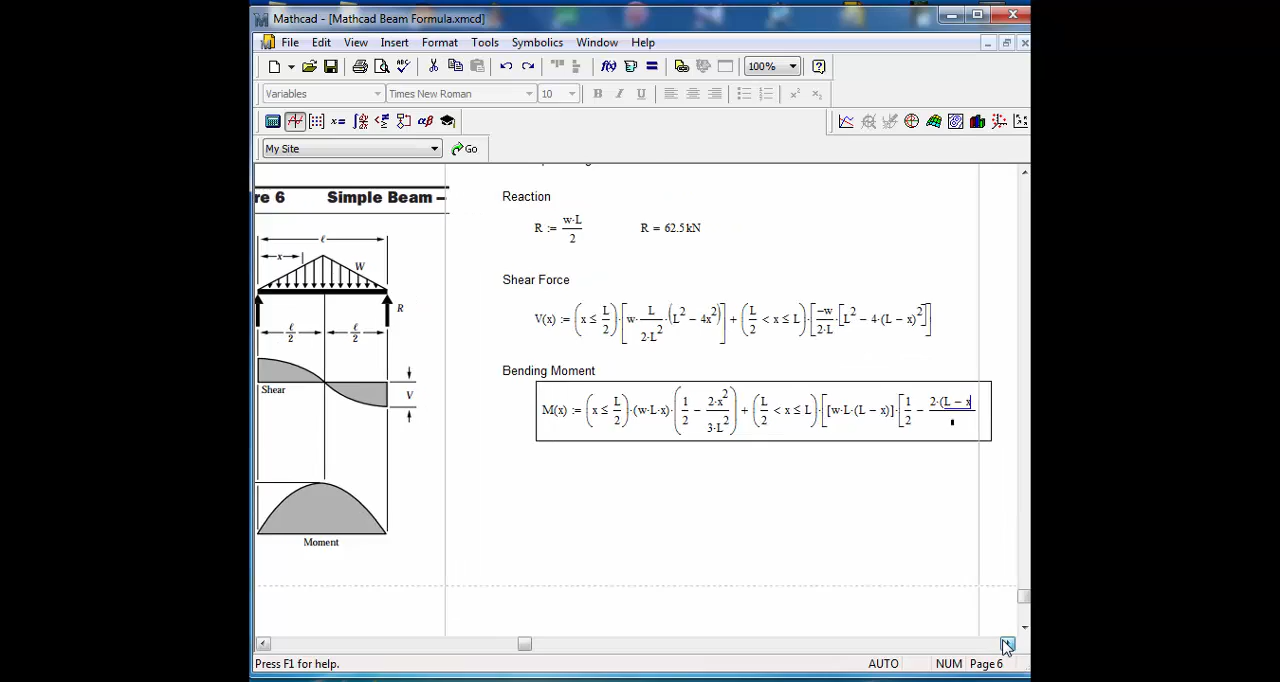 Mathcad - [Mathcad Beam Formula.xmcd]
File Edit View Insert Format Tools Symbolics Window Help
100%
Variables Times New Roman 10 B I U
My Site Go
re 6 Simple Beam –
ℓ
x W
R
ℓ/2 ℓ/2
Shear V
Moment
Reaction
R := w·L/2 R = 62.5 kN
Shear Force
V(x) := (x ≤ L/2)·[w·L/(2·L²)·(L² − 4x²)] + (L/2 < x ≤ L)·[−w/(2·L)·[L² − 4·(L − x)²]]
Bending Moment
M(x) := (x ≤ L/2)·(w·L·x)·(1/2 − 2·x²/(3·L²)) + (L/2 < x ≤ L)·[[w·L·(L − x)]·[1/2 − 2·(L − x
Press F1 for help. AUTO NUM Page 6